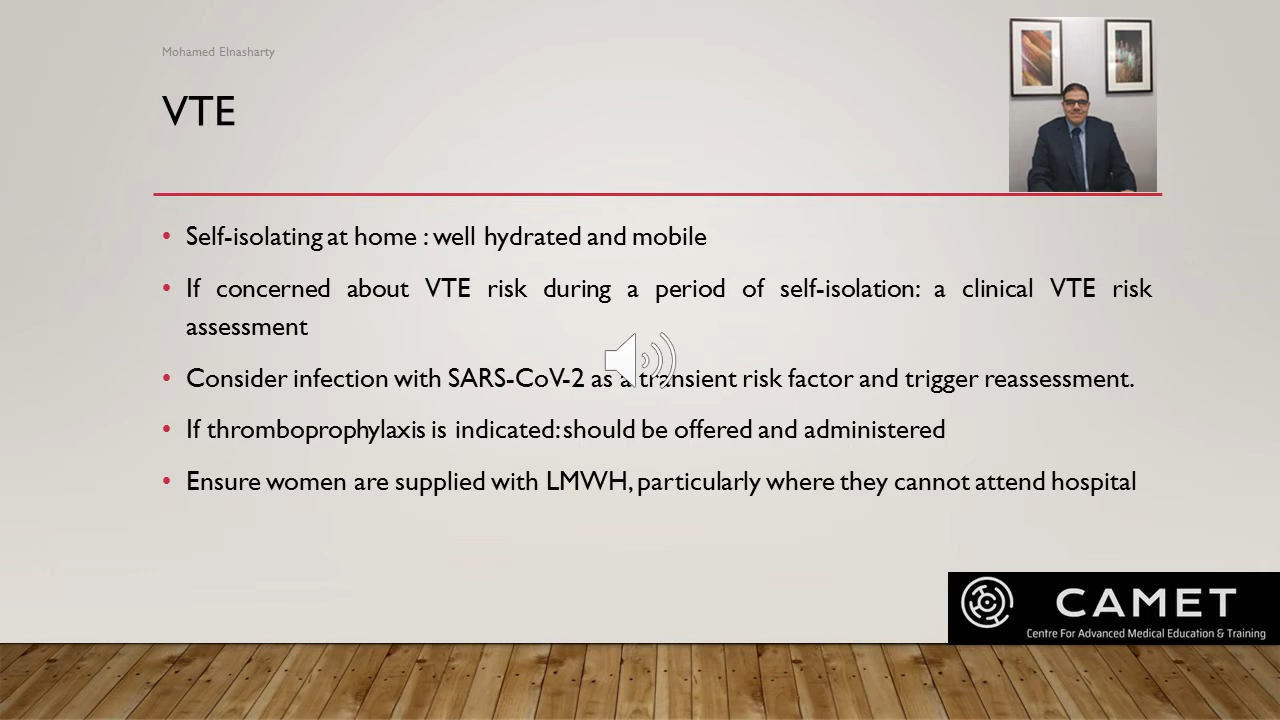 Mohamed Elnasharty
VTE
• Self-isolating at home : well hydrated and mobile
• If concerned about VTE risk during a period of self-isolation: a clinical VTE risk
assessment
• Consider infection with SARS-CoV-2 as a transient risk factor and trigger reassessment.
• If thromboprophylaxis is indicated: should be offered and administered
• Ensure women are supplied with LMWH, particularly where they cannot attend hospital
CAMET
Centre For Advanced Medical Education & Training